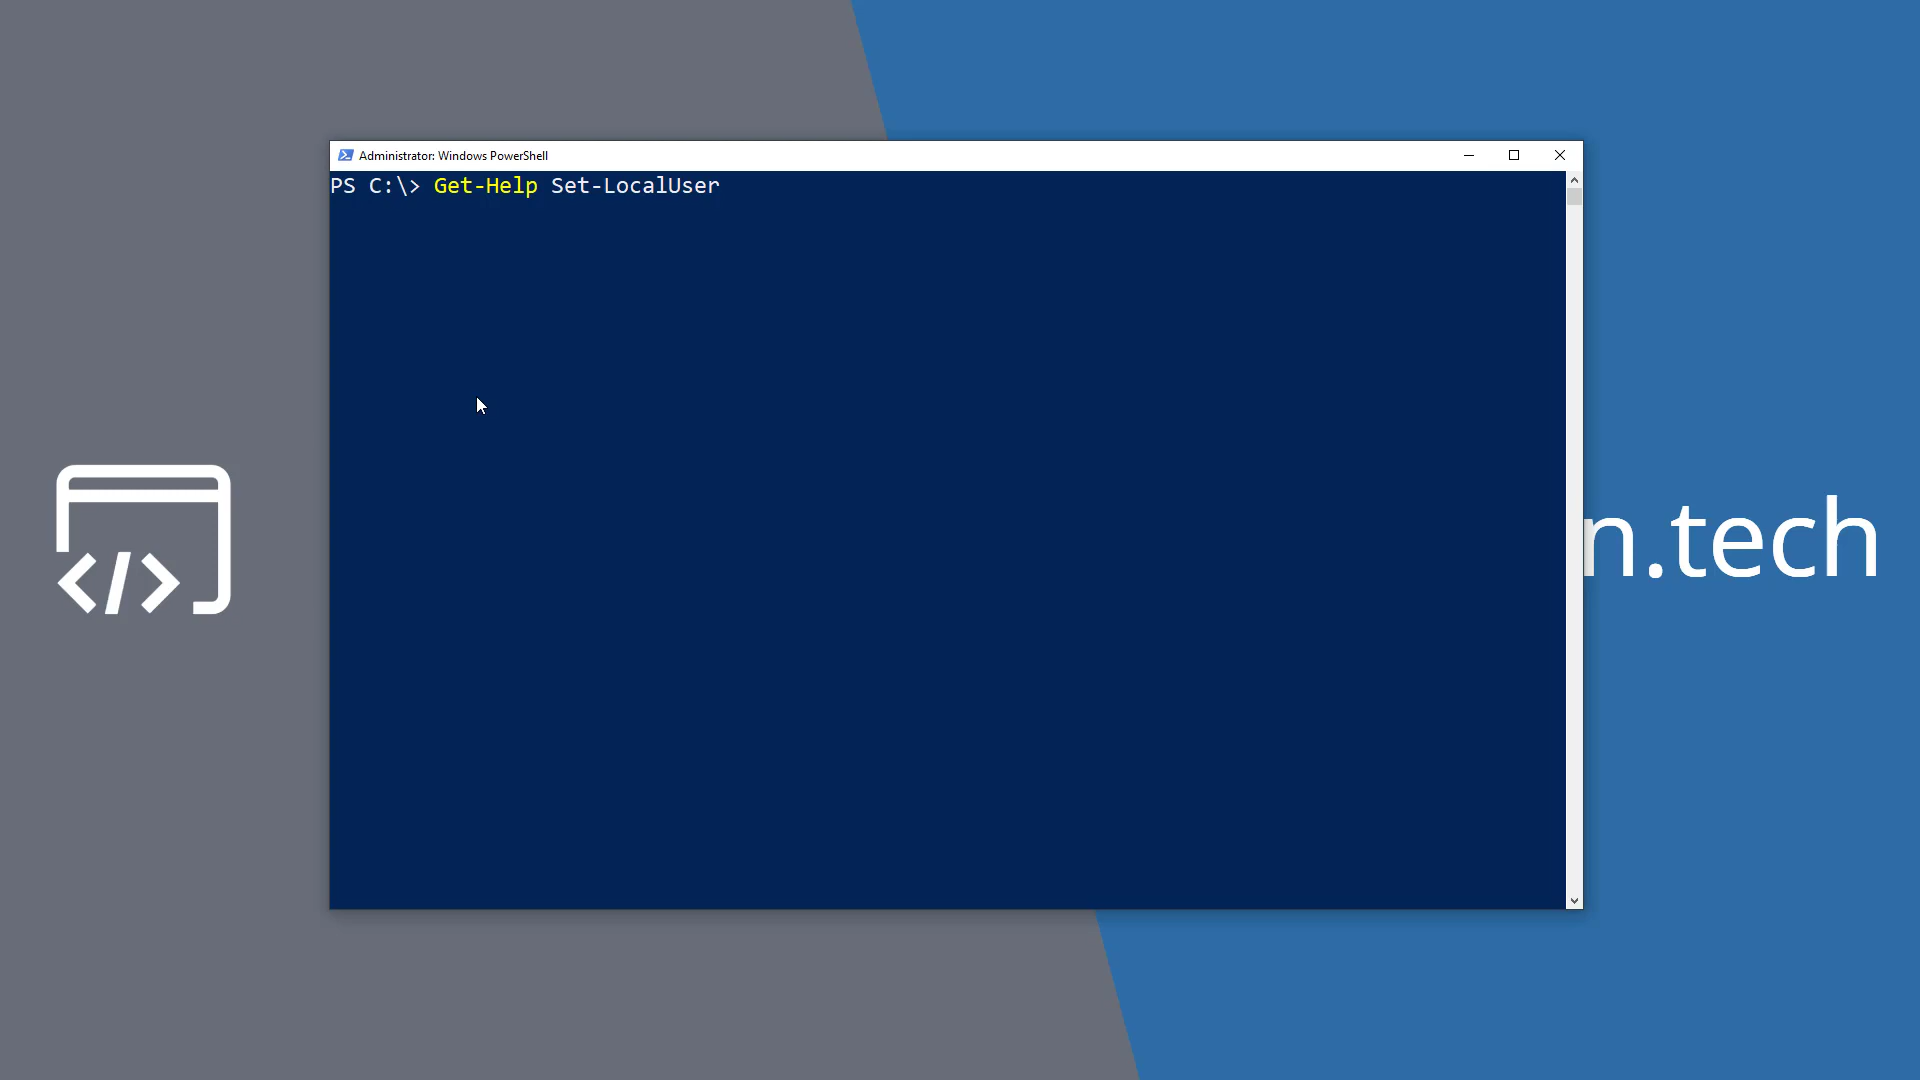 Administrator: Windows PowerShell
PS C:\> Get-Help Set-LocalUser
</>
n.tech